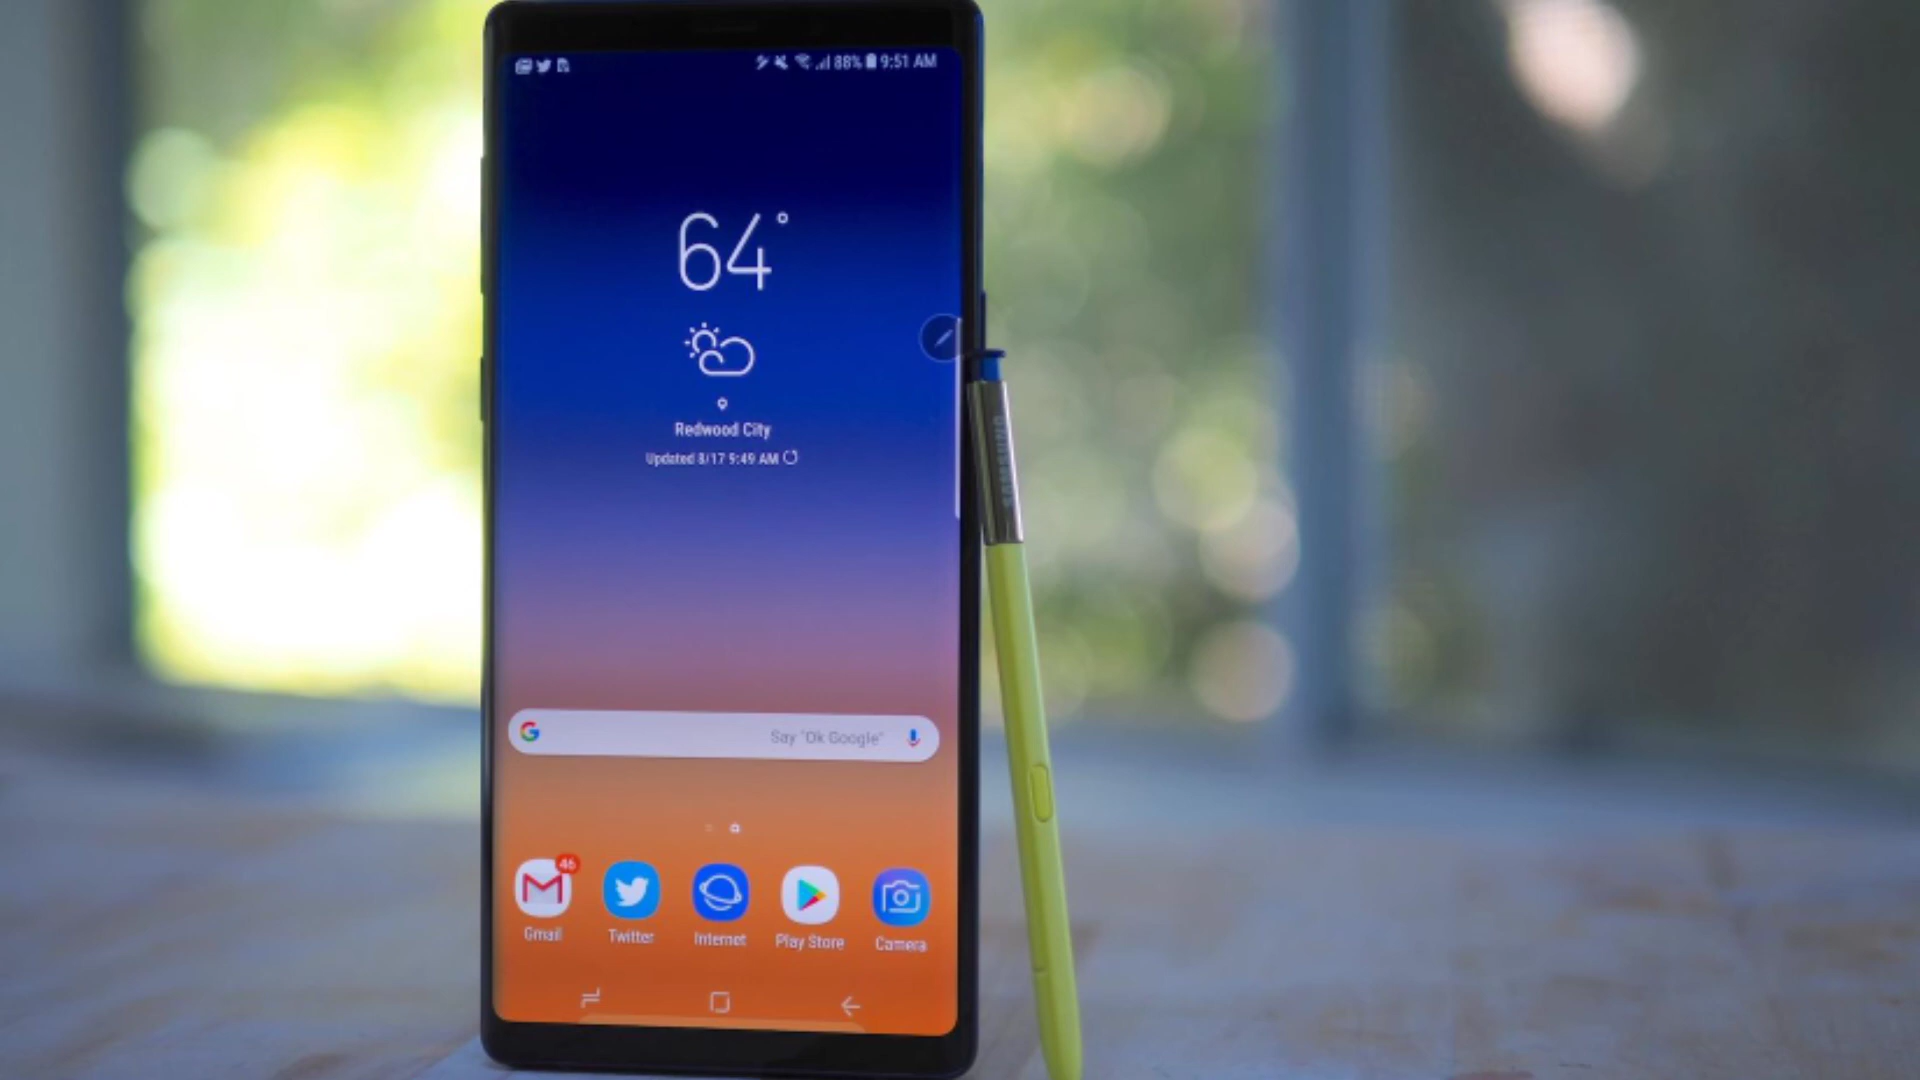 88% 9:51 AM
64°
Redwood City
Updated 8/17 9:49 AM
SAMSUNG
G Say "Ok Google"
46
Gmail Twitter Internet Play Store Camera